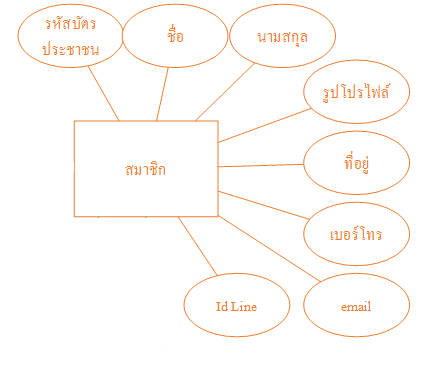 รหัสบัตร
ประชาชน
ชื่อ
นามสกุล
รูปโปรไฟล์
สมาชิก
ที่อยู่
เบอร์โทร
Id Line
email